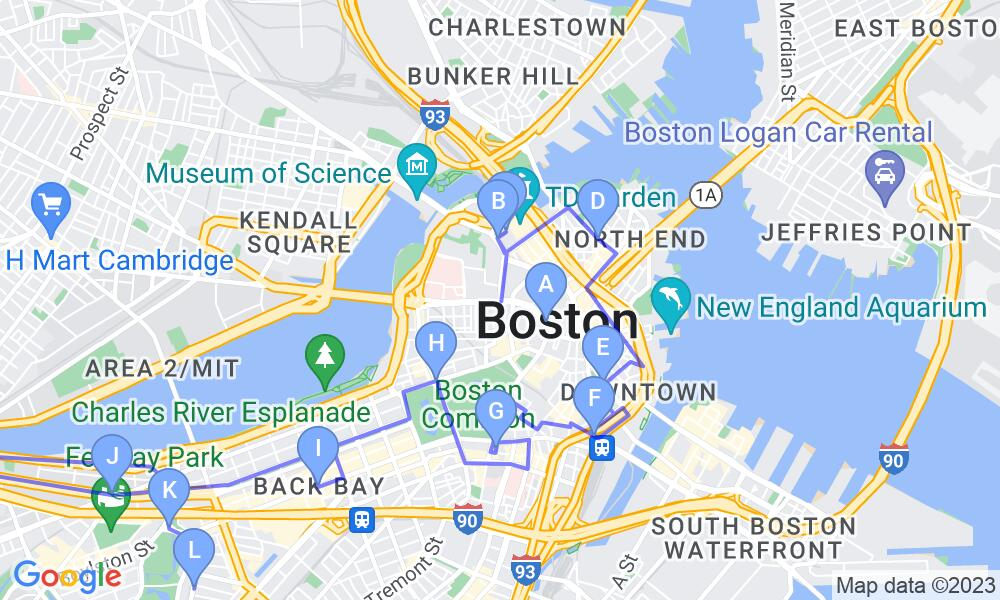 CHARLESTOWN
Meridian St
EAST BOSTO
BUNKER HILL
Prospect St
93
Boston Logan Car Rental
Museum of Science
B
TD Garden
D
1A
KENDALL
SQUARE
NORTH END
JEFFRIES POINT
H Mart Cambridge
A
New England Aquarium
Boston
H
E
AREA 2/MIT
Boston
Common
DOWNTOWN
Charles River Esplanade
G
F
Fenway Park
J
I
90
K
BACK BAY
90
SOUTH BOSTON
WATERFRONT
L
Tremont St
A St
93
Google
Map data ©2023